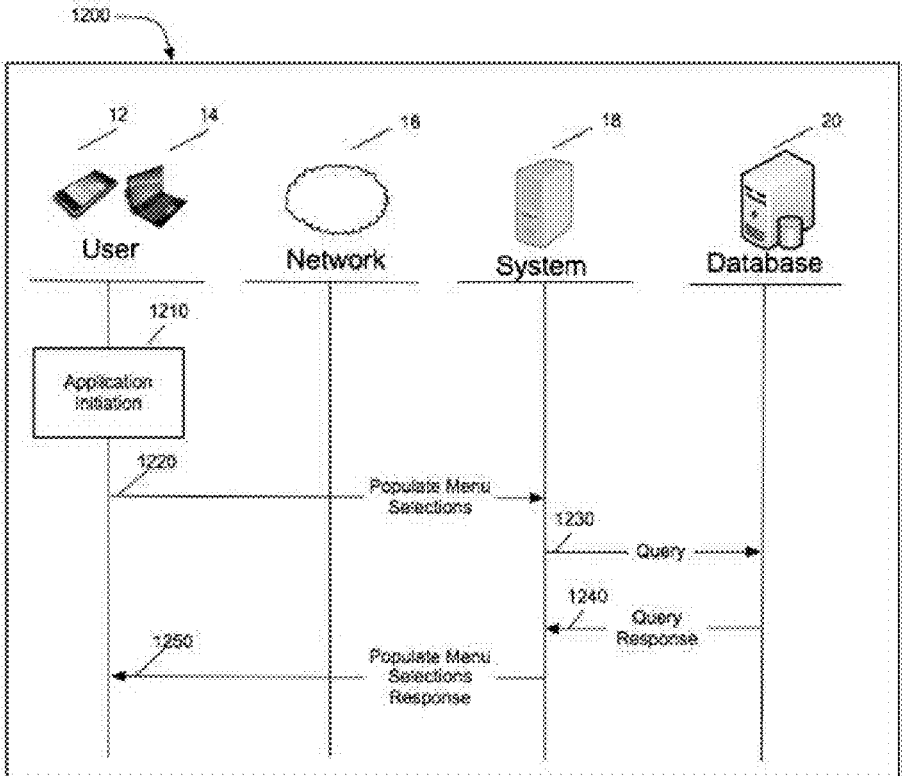 1200
12
14
16
18
20
User
Network
System
Database
1210
Application
Initiation
1220
Populate Menu
Selections
1230
Query
1240
Query
Response
1250
Populate Menu
Selections
Response